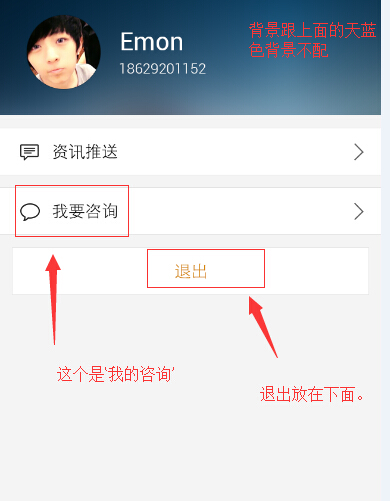 Emon
18629201152
背景跟上面的天蓝
色背景不配
资讯推送
我要咨询
退出
这个是'我的咨询'
退出放在下面。